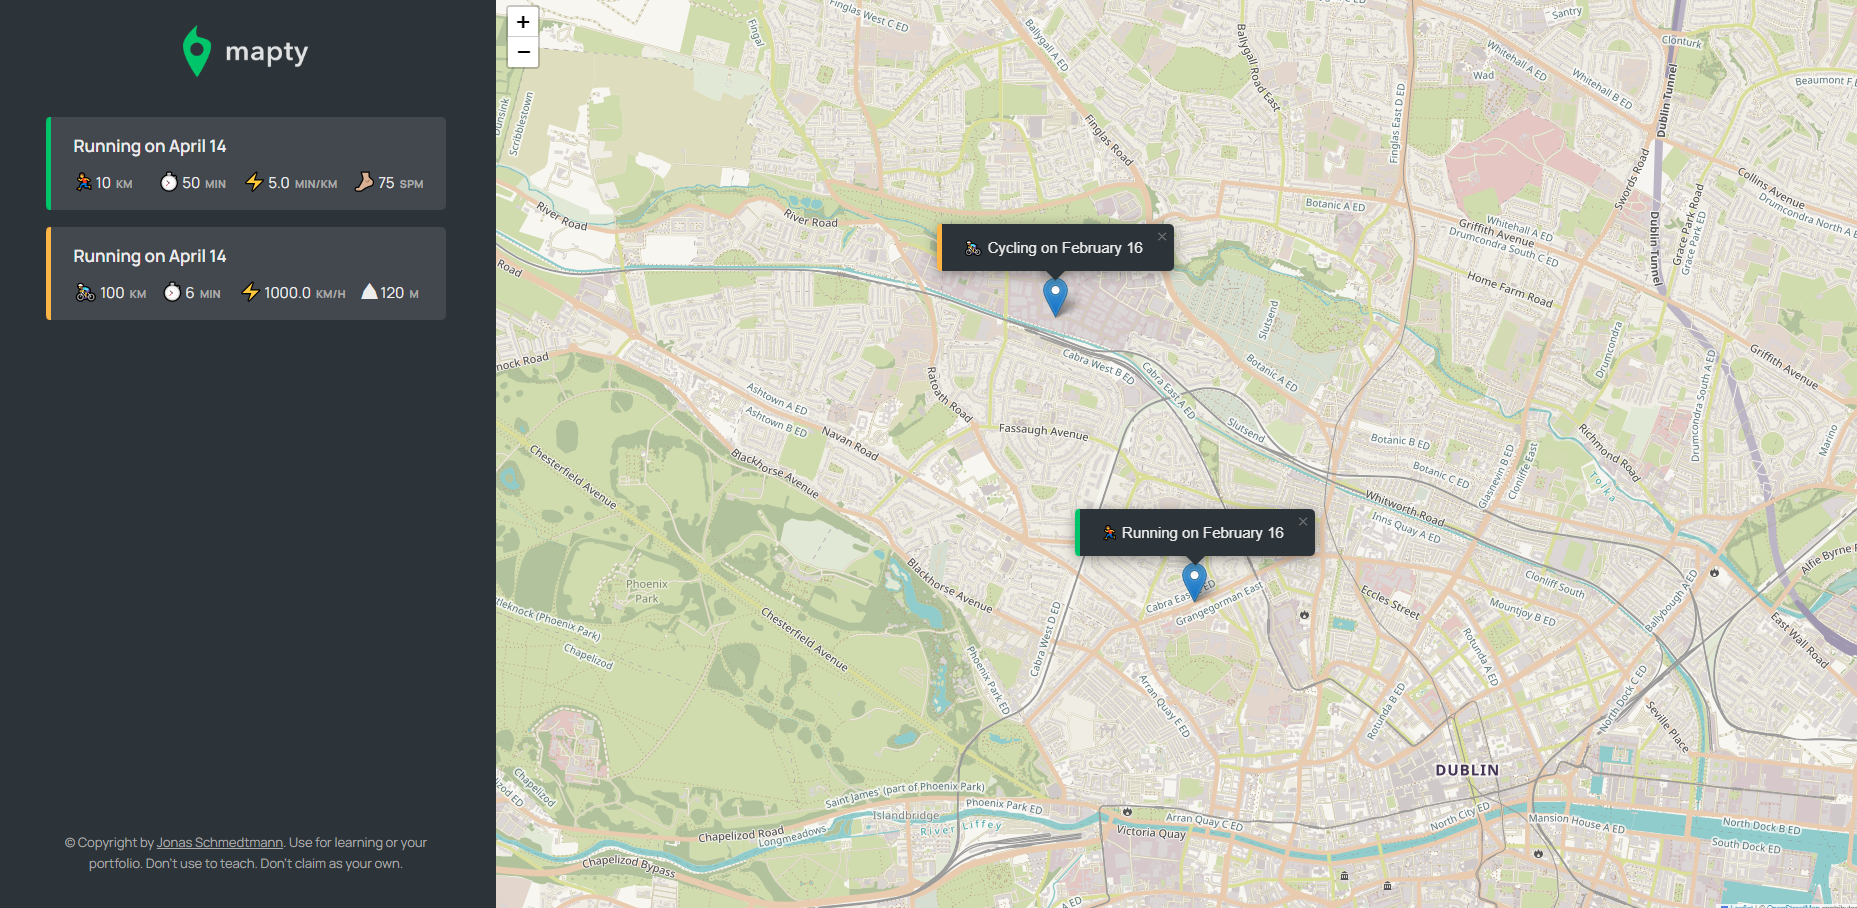 mapty
Running on April 14
10 KM 50 MIN 5.0 MIN/KM 75 SPM
Running on April 14
100 KM 6 MIN 1000.0 KM/H 120 M
© Copyright by Jonas Schmedtmann. Use for learning or your
portfolio. Don't use to teach. Don't claim as your own.
+
−
Finglas West C ED
Fingal
Ballygall A ED
Ballygall Road East
Finglas Road
Finglas East D ED
Santry
Clonturk
Whitehall A ED
Whitehall B ED
Wad
Beaumont F E
Dublin Tunnel
Dunsink
Scribblestown
River Road
River Road
Botanic A ED
Swords Road
Collins Avenue
Drumcondra North A
Whitehall A ED
Griffith Avenue
Drumcondra South C ED
Grace Park Road
Grace Park ED
Dublin Tunnel
Home Farm Road
Road
Cycling on February 16
×
Slutsend
Drumcondra
Griffith Avenue
nock Road
Cabra West B ED
Cabra East A ED
Botanic A ED
Ratoath Road
Ashtown A ED
Ashtown B ED
Navan Road
Fassaugh Avenue
Slutsend
Botanic B ED
Botanic C ED
Glasnevin B ED
Clonliffe East
Richmond Road
Tolka
Drumcondra South A ED
Marino
Chesterfield Avenue
Blackhorse Avenue
Whitworth Road
Inns Quay A ED
Running on February 16
×
Phoenix
Park
Blackhorse Avenue
Cabra East
ED
Grangegorman East
Eccles Street
Clonliff South
Mountjoy B ED
Ballybough A ED
Alfie Byrne
East Wall Road
tleknock (Phoenix Park)
Chapelizod
Chesterfield Avenue
Cabra West D ED
Phoenix Park ED
Arran Quay E ED
Rotunda A ED
Rotunda B ED
North Dock C ED
Seville Place
DUBLIN
Chapelizod
zod ED
Saint James' (part of Phoenix Park)
Phoenix Park ED
Islandbridge
River Liffey
Chapelizod Road
Longmeadows
Chapelizod Bypass
Victoria Quay
Arran Quay C ED
North City ED
Mansion House A ED
North Dock B ED
South Dock ED
s A ED